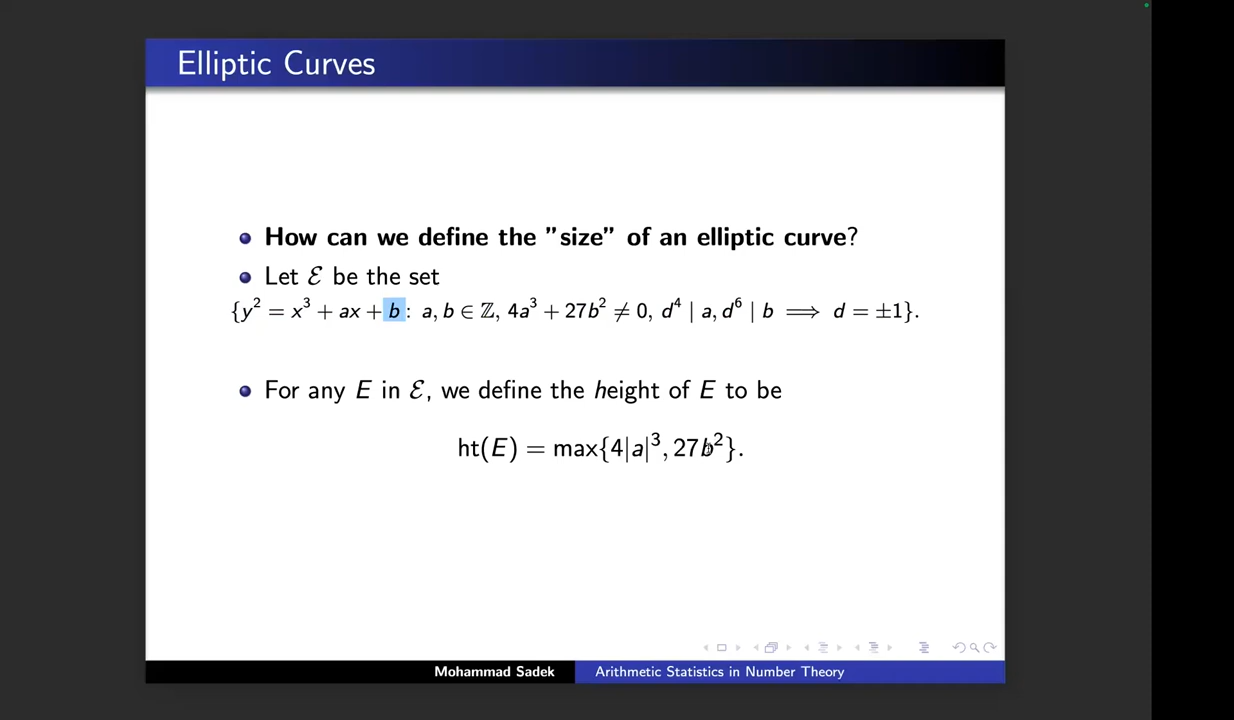 Elliptic Curves
How can we define the ”size” of an elliptic curve?
Let ℰ be the set
{y² = x³ + ax + b : a, b ∈ ℤ, 4a³ + 27b² ≠ 0, d⁴ | a, d⁶ | b ⟹ d = ±1}.
For any E in ℰ, we define the height of E to be
ht(E) = max{4|a|³, 27b²}.
Mohammad Sadek Arithmetic Statistics in Number Theory